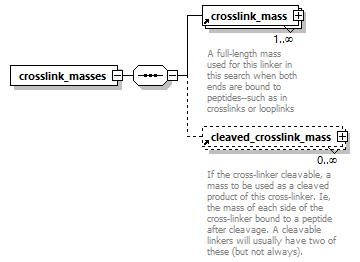 crosslink_mass
1..∞
A full-length mass
used for this linker in
this search when both
ends are bound to
peptides--such as in
crosslinks or looplinks
crosslink_masses
cleaved_crosslink_mass
0..∞
If the cross-linker cleavable, a
mass to be used as a cleaved
product of this cross-linker. Ie,
the mass of each side of the
cross-linker bound to a peptide
after cleavage. A cleavable
linkers will usually have two of
these (but not always).